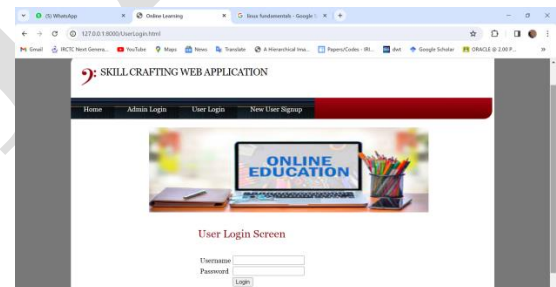 (5) WhatsApp
Online Learning
linux fundamentals - Google
127.0.0.1:8000/UserLogin.html
Gmail
IRCTC Next Genera...
YouTube
Maps
News
Translate
A Hierarchical Ima...
Papers/Codes - IRI...
dwt
Google Scholar
ORACLE @ 2.00 P...
SKILL CRAFTING WEB APPLICATION
Home Admin Login User Login New User Signup
ONLINE
EDUCATION
User Login Screen
Username
Password
Login